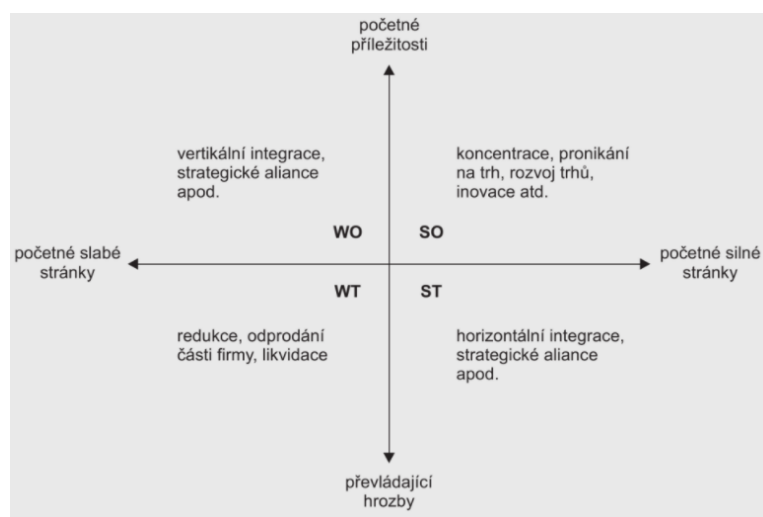 početné
příležitosti
vertikální integrace,
strategické aliance
apod.
koncentrace, pronikání
na trh, rozvoj trhů,
inovace atd.
WO
SO
početné slabé
stránky
početné silné
stránky
WT
ST
redukce, odprodání
části firmy, likvidace
horizontální integrace,
strategické aliance
apod.
převládající
hrozby